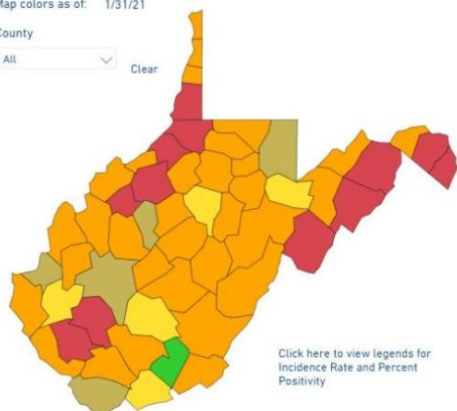 Map colors as of: 1/31/21
County
All
Clear
Click here to view legends for
Incidence Rate and Percent
Positivity